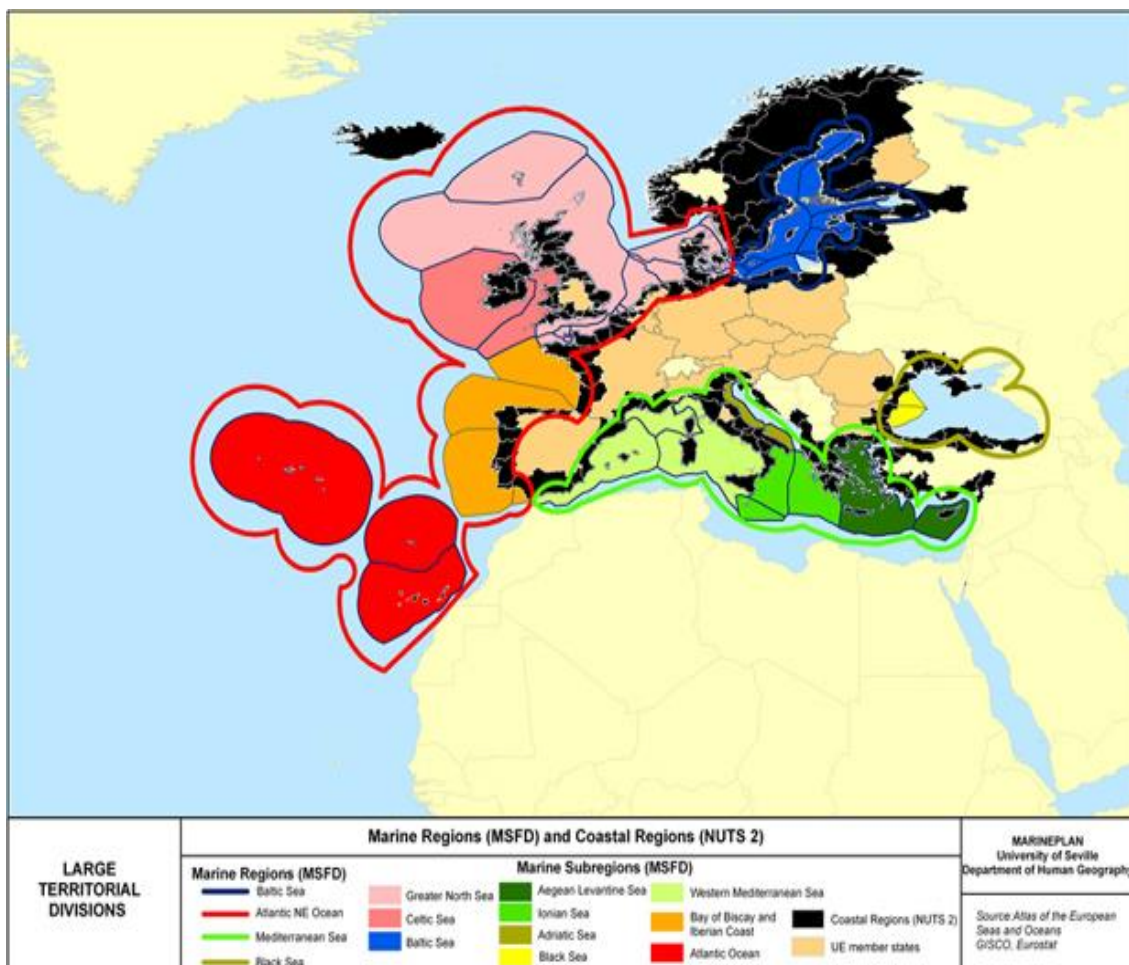 LARGE
TERRITORIAL
DIVISIONS
Marine Regions (MSFD) and Coastal Regions (NUTS 2)
Marine Regions (MSFD)
Baltic Sea
Atlantic NE Ocean
Mediterranean Sea
Black Sea
Marine Subregions (MSFD)
Greater North Sea
Celtic Sea
Baltic Sea
Aegean Levantine Sea
Ionian Sea
Adriatic Sea
Black Sea
Western Mediterranean Sea
Bay of Biscay and
Iberian Coast
Atlantic Ocean
Coastal Regions (NUTS 2)
UE member states
MARINEPLAN
University of Seville
Department of Human Geography
Source:Atlas of the European
Seas and Oceans
GISCO, Eurostat